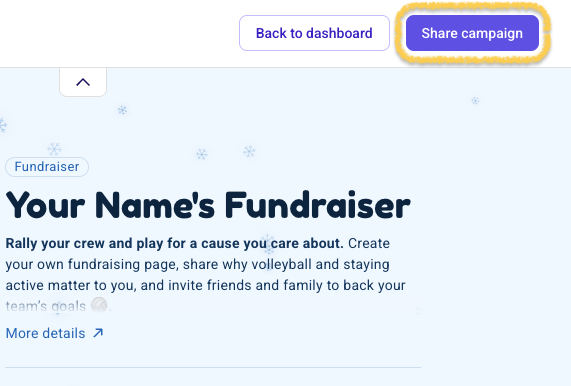 Back to dashboard
Share campaign
Fundraiser
Your Name's Fundraiser
Rally your crew and play for a cause you care about. Create
your own fundraising page, share why volleyball and staying
active matter to you, and invite friends and family to back your
team's goals 🏐.
More details ↗